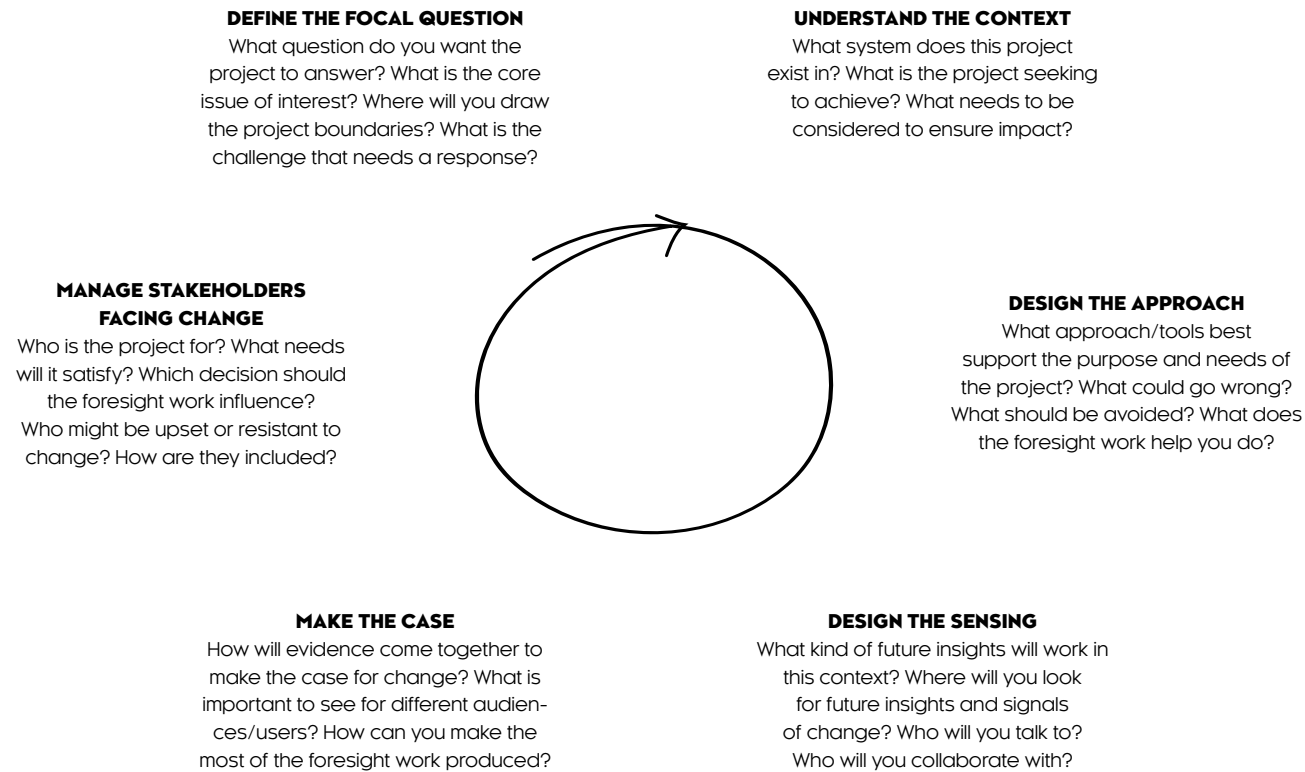 DEFINE THE FOCAL QUESTION
What question do you want the
project to answer? What is the core
issue of interest? Where will you draw
the project boundaries? What is the
challenge that needs a response?
UNDERSTAND THE CONTEXT
What system does this project
exist in? What is the project seeking
to achieve? What needs to be
considered to ensure impact?
DESIGN THE APPROACH
What approach/tools best
support the purpose and needs of
the project? What could go wrong?
What should be avoided? What does
the foresight work help you do?
DESIGN THE SENSING
What kind of future insights will work in
this context? Where will you look
for future insights and signals
of change? Who will you talk to?
Who will you collaborate with?
MAKE THE CASE
How will evidence come together to
make the case for change? What is
important to see for different audien-
ces/users? How can you make the
most of the foresight work produced?
MANAGE STAKEHOLDERS
FACING CHANGE
Who is the project for? What needs
will it satisfy? Which decision should
the foresight work influence?
Who might be upset or resistant to
change? How are they included?